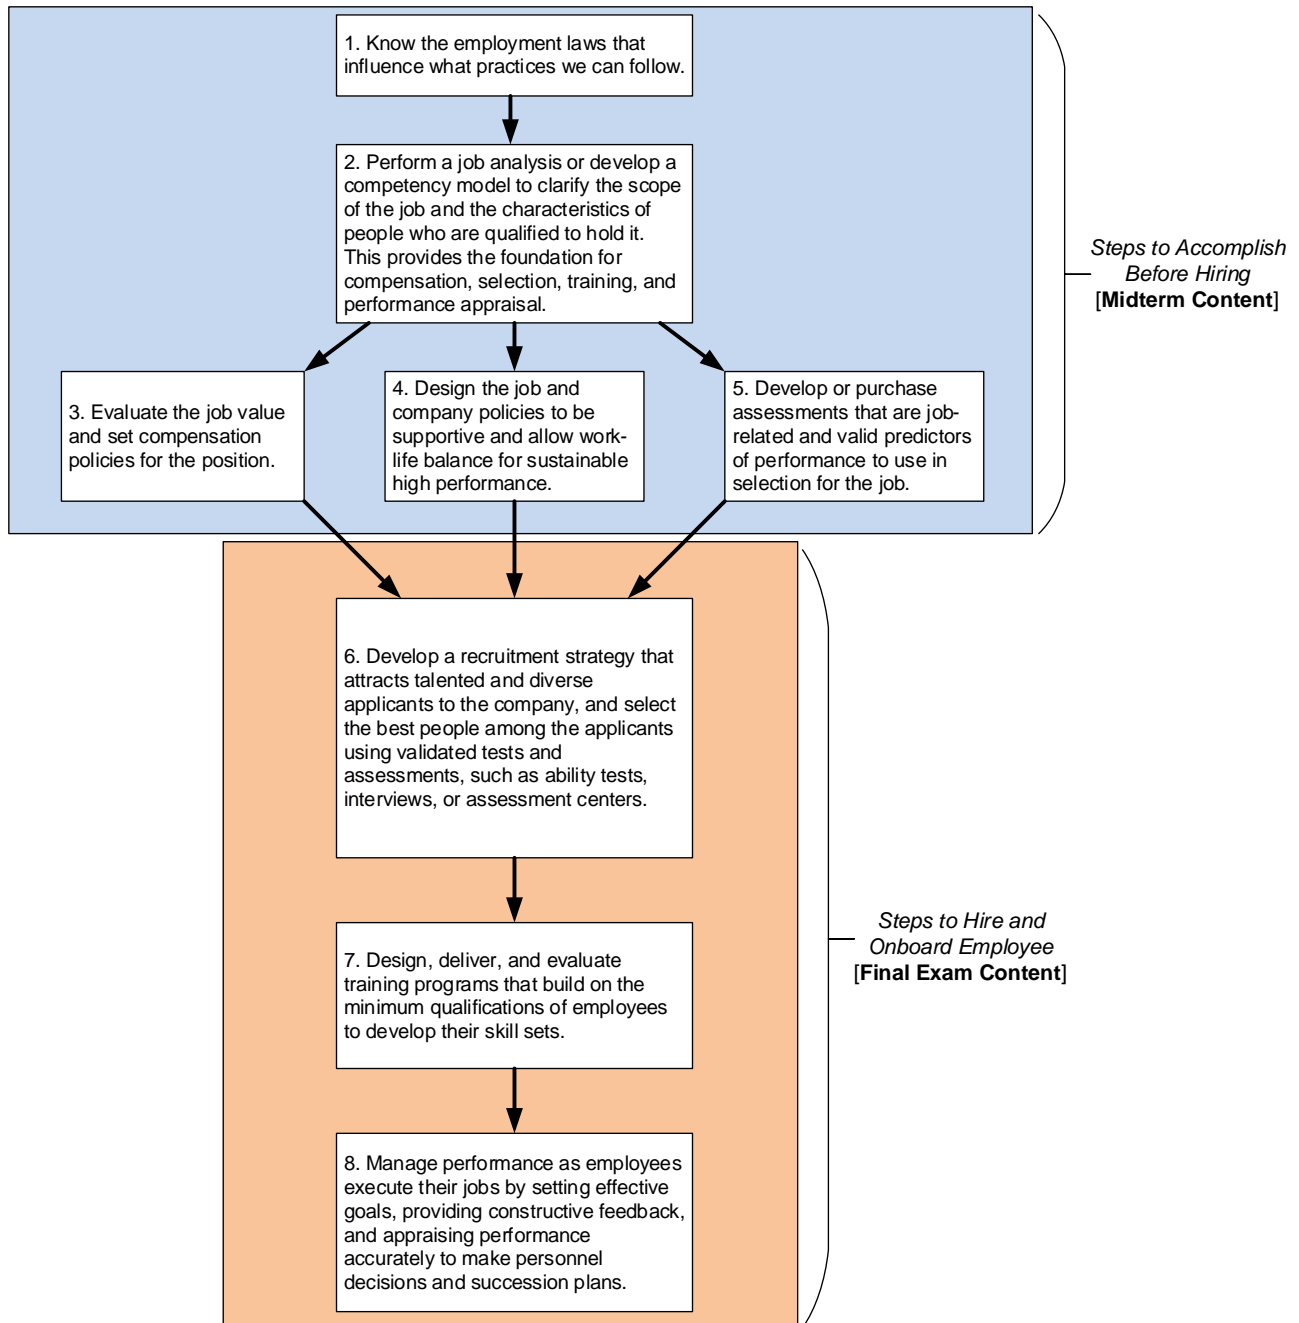 1. Know the employment laws that
influence what practices we can follow.
2. Perform a job analysis or develop a
competency model to clarify the scope
of the job and the characteristics of
people who are qualified to hold it.
This provides the foundation for
compensation, selection, training, and
performance appraisal.
Steps to Accomplish
Before Hiring
[Midterm Content]
3. Evaluate the job value
and set compensation
policies for the position.
4. Design the job and
company policies to be
supportive and allow work-
life balance for sustainable
high performance.
5. Develop or purchase
assessments that are job-
related and valid predictors
of performance to use in
selection for the job.
6. Develop a recruitment strategy that
attracts talented and diverse
applicants to the company, and select
the best people among the applicants
using validated tests and
assessments, such as ability tests,
interviews, or assessment centers.
Steps to Hire and
Onboard Employee
[Final Exam Content]
7. Design, deliver, and evaluate
training programs that build on the
minimum qualifications of employees
to develop their skill sets.
8. Manage performance as employees
execute their jobs by setting effective
goals, providing constructive feedback,
and appraising performance
accurately to make personnel
decisions and succession plans.